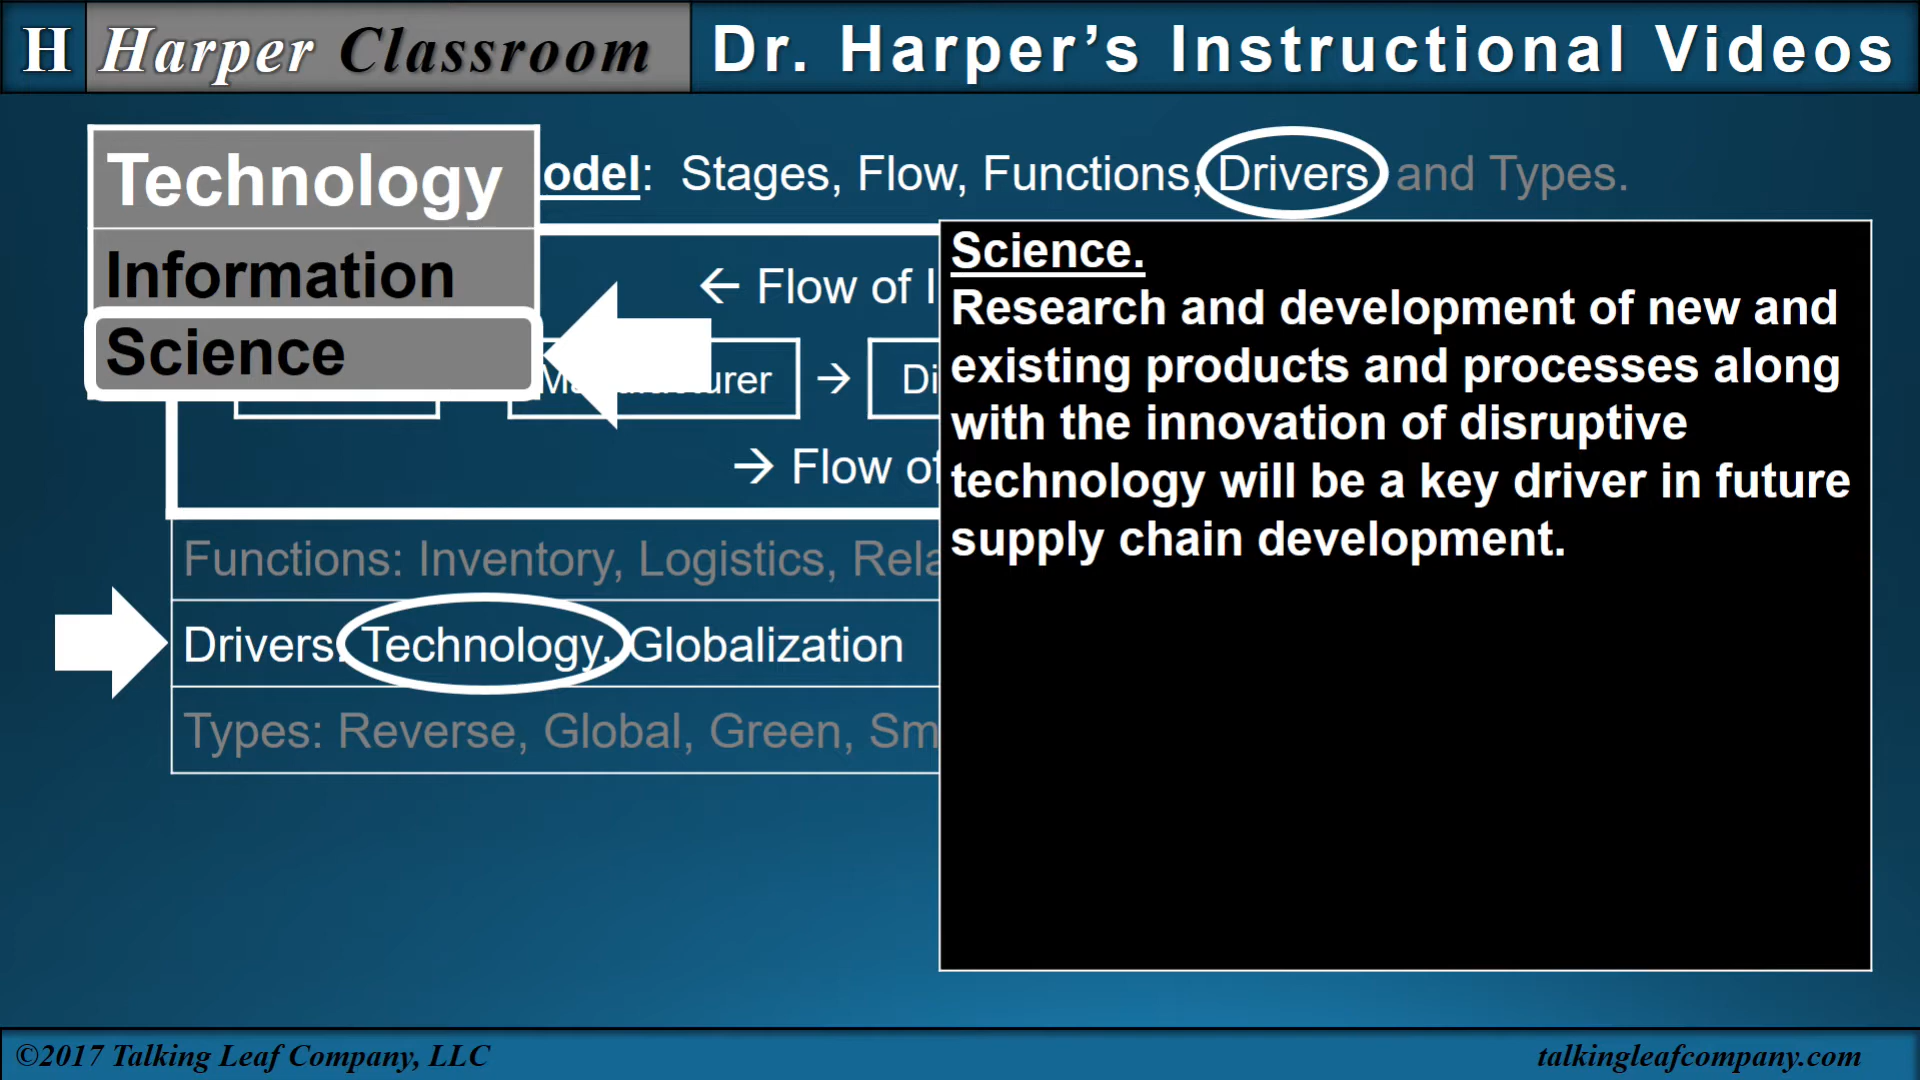 H Harper Classroom Dr. Harper’s Instructional Videos
Technology
odel: Stages, Flow, Functions, Drivers and Types.
Information
Science
← Flow of
→
→ Flow of
Science.
Research and development of new and
existing products and processes along
with the innovation of disruptive
technology will be a key driver in future
supply chain development.
Functions: Inventory, Logistics, Rela
Drivers: Technology, Globalization
Types: Reverse, Global, Green, Sm
©2017 Talking Leaf Company, LLC
talkingleafcompany.com